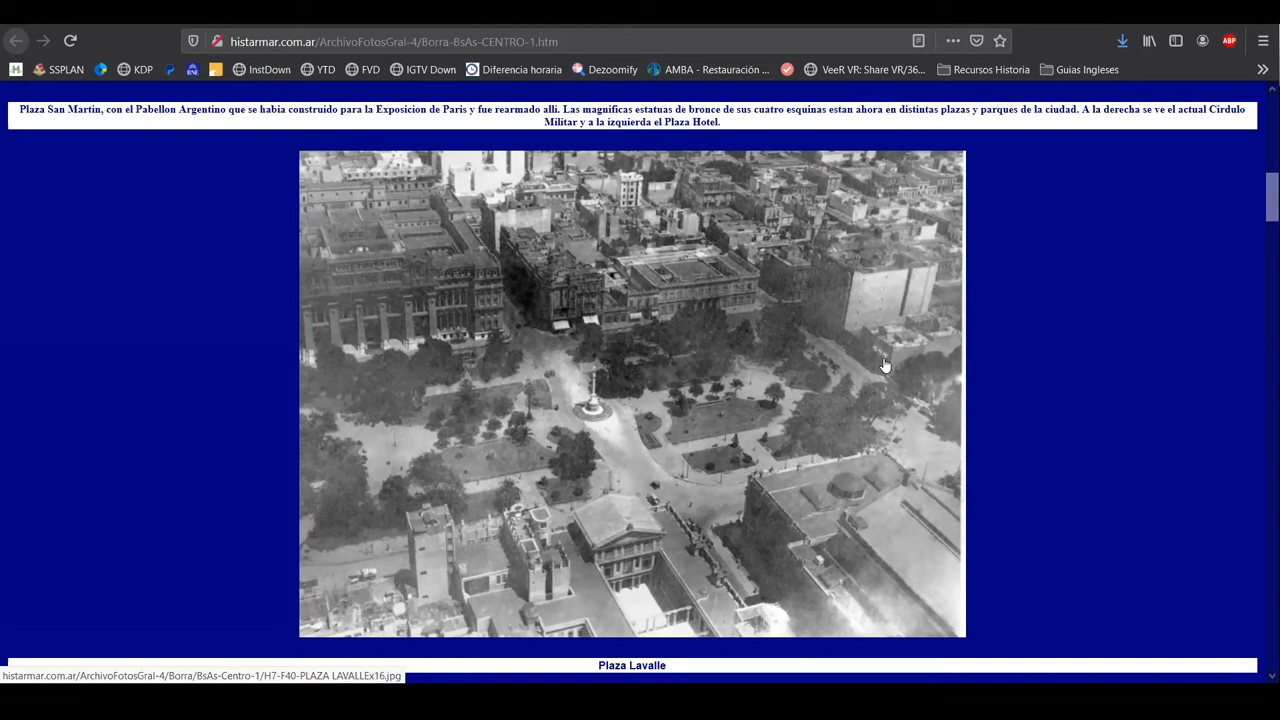 histarmar.com.ar/ArchivoFotosGral-4/Borra-BsAs-CENTRO-1.htm
ABP
H SSPLAN KDP BNE InstDown YTD FVD IGTV Down Diferencia horaria Dezoomify AMBA - Restauración ... VeeR VR: Share VR/36... Recursos Historia Guias Ingleses
Plaza San Martin, con el Pabellon Argentino que se habia construido para la Exposicion de Paris y fue rearmado alli. Las magnificas estatuas de bronce de sus cuatro esquinas estan ahora en distintas plazas y parques de la ciudad. A la derecha se ve el actual Cirdulo
Militar y a la izquierda el Plaza Hotel.
Plaza Lavalle
histarmar.com.ar/ArchivoFotosGral-4/Borra/BsAs-Centro-1/H7-F40-PLAZA LAVALLEx16.jpg